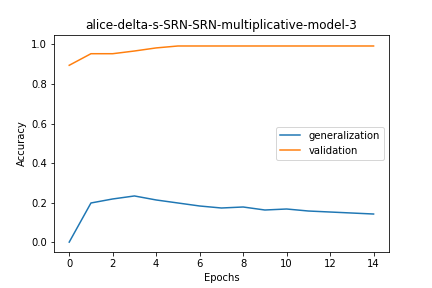 alice-delta-s-SRN-SRN-multiplicative-model-3
1.0
0.8
0.6
0.4
0.2
0.0
Accuracy
generalization
validation
0 2 4 6 8 10 12 14
Epochs